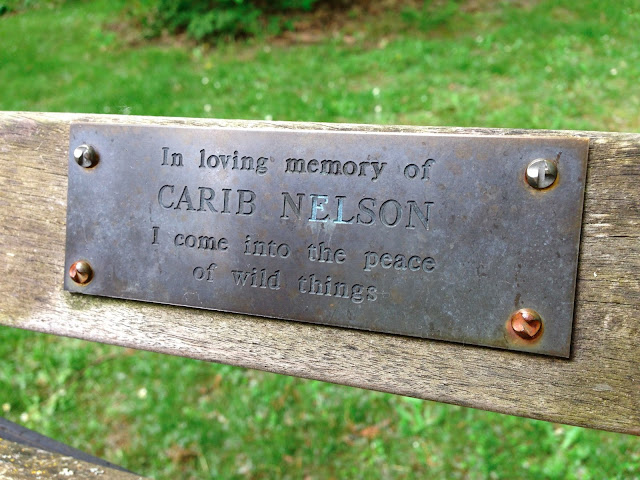 In loving memory of
CARIB NELSON
I come into the peace
of wild things